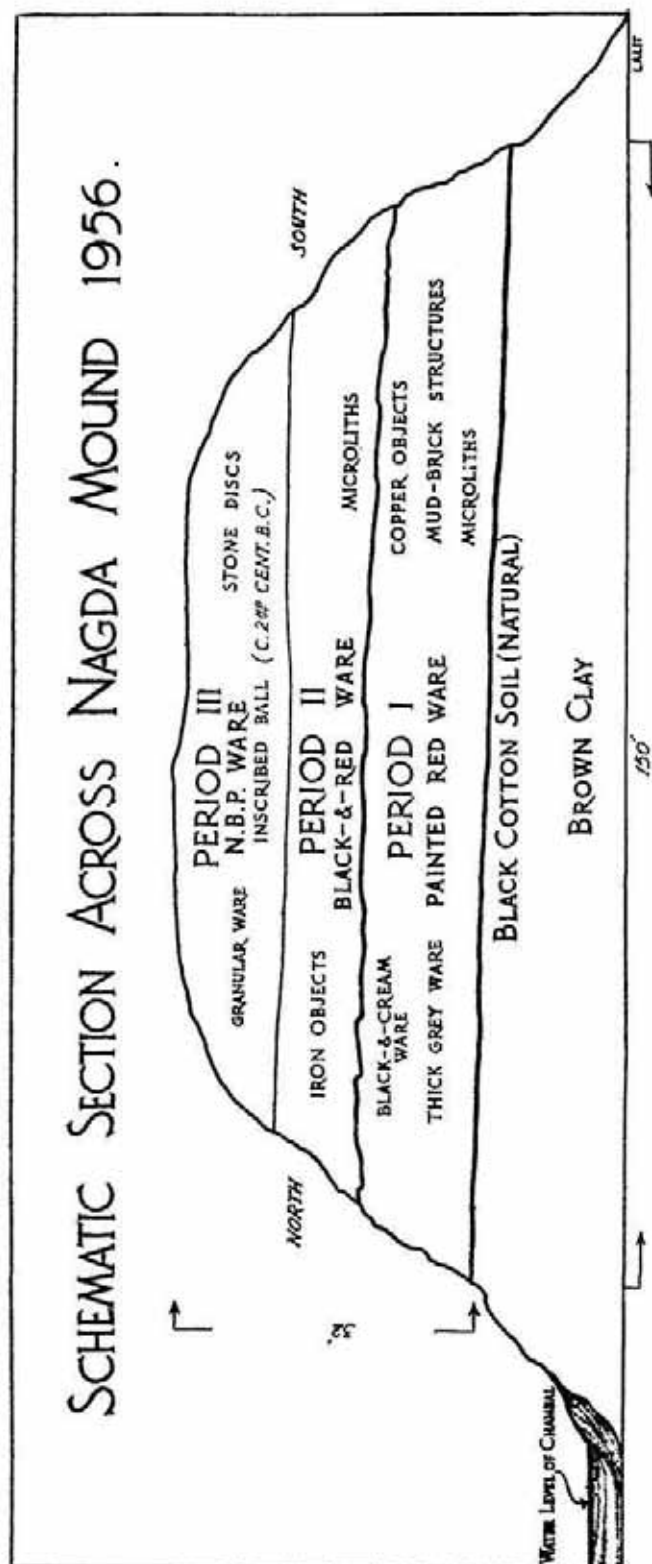 SCHEMATIC SECTION ACROSS NAGDA MOUND 1956.
NORTH
SOUTH
PERIOD III
GRANULAR WARE N.B.P. WARE STONE DISCS
INSCRIBED BALL (C. 2ND CENT. B.C.)
IRON OBJECTS PERIOD II
BLACK-&-RED WARE MICROLITHS
BLACK-&-CREAM WARE PERIOD I COPPER OBJECTS
THICK GREY WARE PAINTED RED WARE MUD-BRICK STRUCTURES
MICROLITHS
BLACK COTTON SOIL (NATURAL)
BROWN CLAY
32'
WATER LEVEL OF CHAMBAL
150'
LALIT